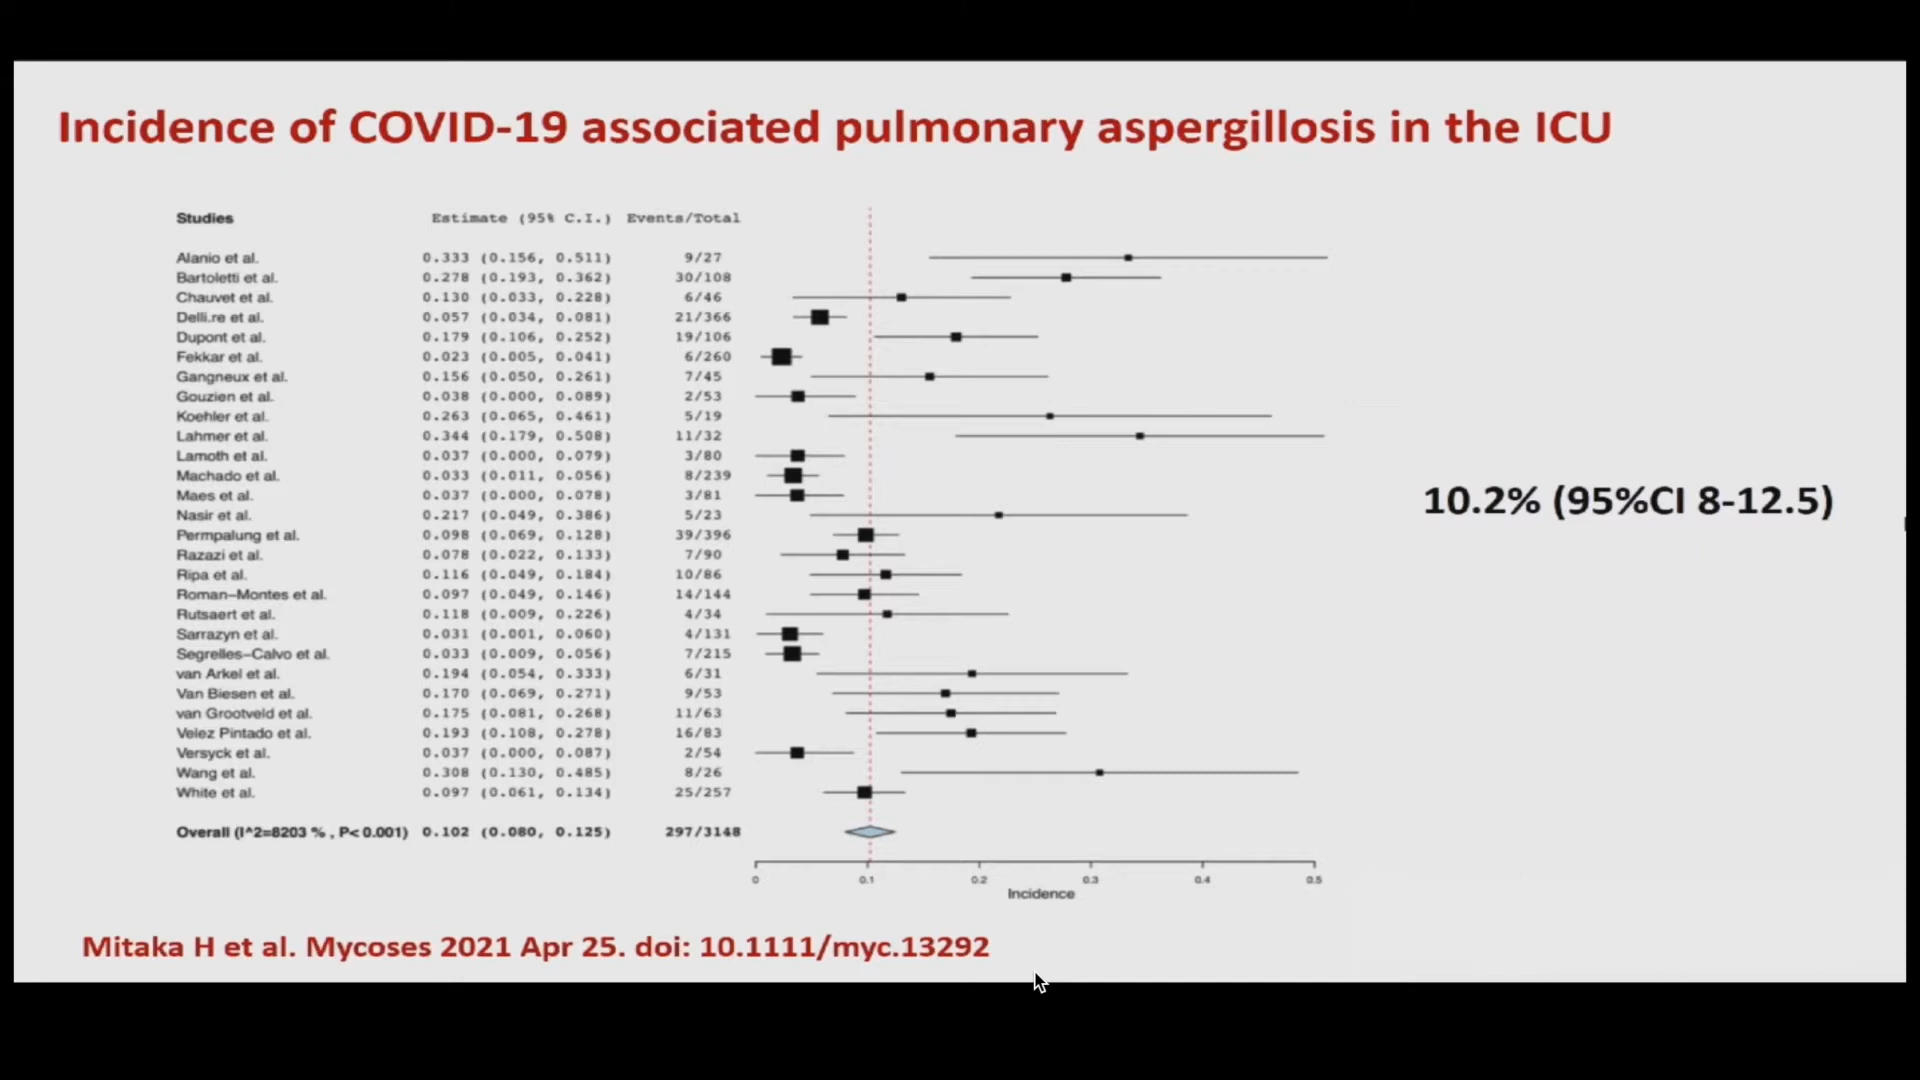 Incidence of COVID-19 associated pulmonary aspergillosis in the ICU
Studies Estimate (95% C.I.) Events/Total
Alanio et al. 0.333 (0.156, 0.511) 9/27
Bartoletti et al. 0.278 (0.193, 0.362) 30/108
Chauvet et al. 0.130 (0.033, 0.228) 6/46
Delli.re et al. 0.057 (0.034, 0.081) 21/366
Dupont et al. 0.179 (0.106, 0.252) 19/106
Fekkar et al. 0.023 (0.005, 0.041) 6/260
Gangneux et al. 0.156 (0.050, 0.261) 7/45
Gouzien et al. 0.038 (0.000, 0.089) 2/53
Koehler et al. 0.263 (0.065, 0.461) 5/19
Lahmer et al. 0.344 (0.179, 0.508) 11/32
Lamoth et al. 0.037 (0.000, 0.079) 3/80
Machado et al. 0.033 (0.011, 0.056) 8/239
Maes et al. 0.037 (0.000, 0.078) 3/81
Nasir et al. 0.217 (0.049, 0.386) 5/23
Permpalung et al. 0.098 (0.069, 0.128) 39/396
Razazi et al. 0.078 (0.022, 0.133) 7/90
Ripa et al. 0.116 (0.049, 0.184) 10/86
Roman-Montes et al. 0.097 (0.049, 0.146) 14/144
Rutsaert et al. 0.118 (0.009, 0.226) 4/34
Sarrazyn et al. 0.031 (0.001, 0.060) 4/131
Segrelles-Calvo et al. 0.033 (0.009, 0.056) 7/215
van Arkel et al. 0.194 (0.054, 0.333) 6/31
Van Biesen et al. 0.170 (0.069, 0.271) 9/53
van Grootveld et al. 0.175 (0.081, 0.268) 11/63
Velez Pintado et al. 0.193 (0.108, 0.278) 16/83
Versyck et al. 0.037 (0.000, 0.087) 2/54
Wang et al. 0.308 (0.130, 0.485) 8/26
White et al. 0.097 (0.061, 0.134) 25/257
Overall (I^2=8203 % , P< 0.001) 0.102 (0.080, 0.125) 297/3148
0 0.1 0.2 0.3 0.4 0.5
Incidence
10.2% (95%CI 8-12.5)
Mitaka H et al. Mycoses 2021 Apr 25. doi: 10.1111/myc.13292